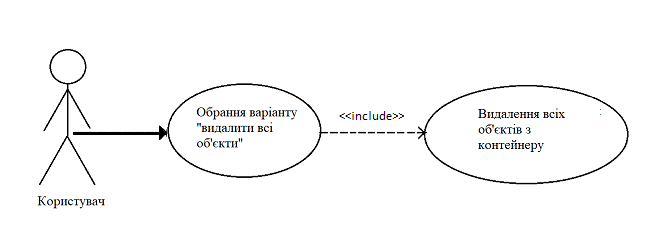 Обрання варіанту
"видалити всі
об'єкти"
<<include>>
Видалення всіх
об'єктів з
контейнеру
Користувач